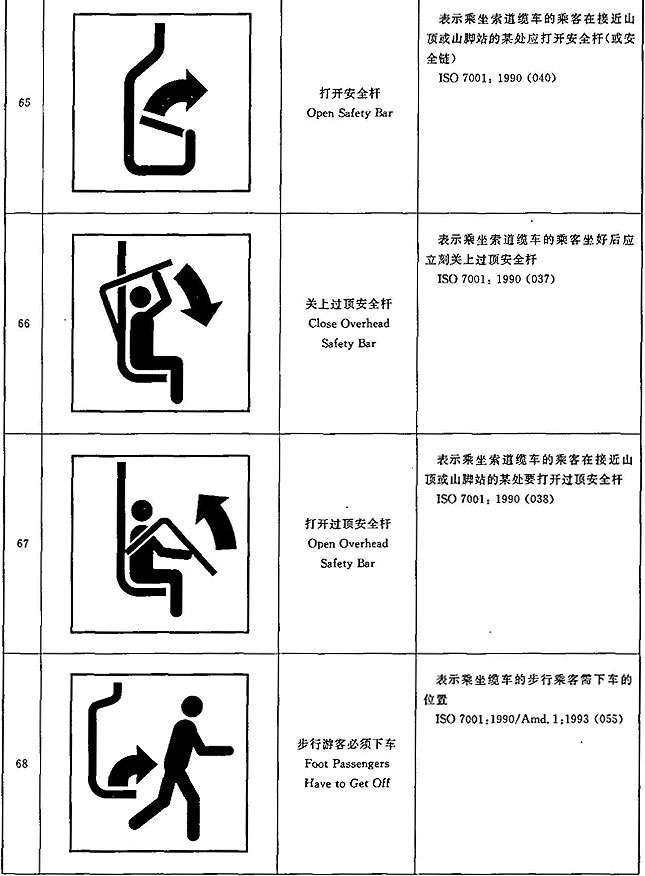 65
打开安全杆
Open Safety Bar
表示乘坐索道缆车的乘客在接近山
顶或山脚站的某处应打开安全杆(或安
全链)
ISO 7001: 1990 (040)
66
关上过顶安全杆
Close Overhead
Safety Bar
表示乘坐索道缆车的乘客坐好后应
立刻关上过顶安全杆
ISO 7001: 1990 (037)
67
打开过顶安全杆
Open Overhead
Safety Bar
表示乘坐索道缆车的乘客在接近山
顶或山脚站的某处要打开过顶安全杆
ISO 7001: 1990 (038)
68
步行游客必须下车
Foot Passengers
Have to Get Off
表示乘坐缆车的步行乘客需下车的
位置
ISO 7001:1990/Amd.1:1993 (055)